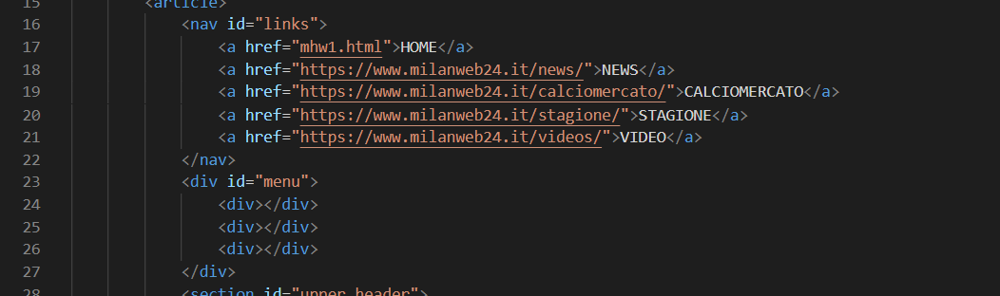 15 <article>
16 <nav id="links">
17 <a href="mhw1.html">HOME</a>
18 <a href="https://www.milanweb24.it/news/">NEWS</a>
19 <a href="https://www.milanweb24.it/calciomercato/">CALCIOMERCATO</a>
20 <a href="https://www.milanweb24.it/stagione/">STAGIONE</a>
21 <a href="https://www.milanweb24.it/videos/">VIDEO</a>
22 </nav>
23 <div id="menu">
24 <div></div>
25 <div></div>
26 <div></div>
27 </div>
28 <section id="upper_header">